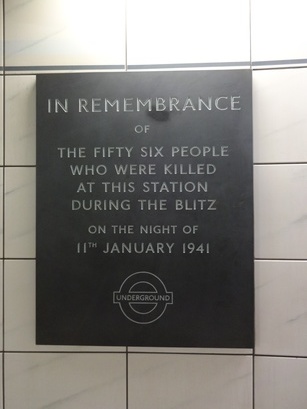 IN REMEMBRANCE
OF
THE FIFTY SIX PEOPLE
WHO WERE KILLED
AT THIS STATION
DURING THE BLITZ
ON THE NIGHT OF
11TH JANUARY 1941
UNDERGROUND